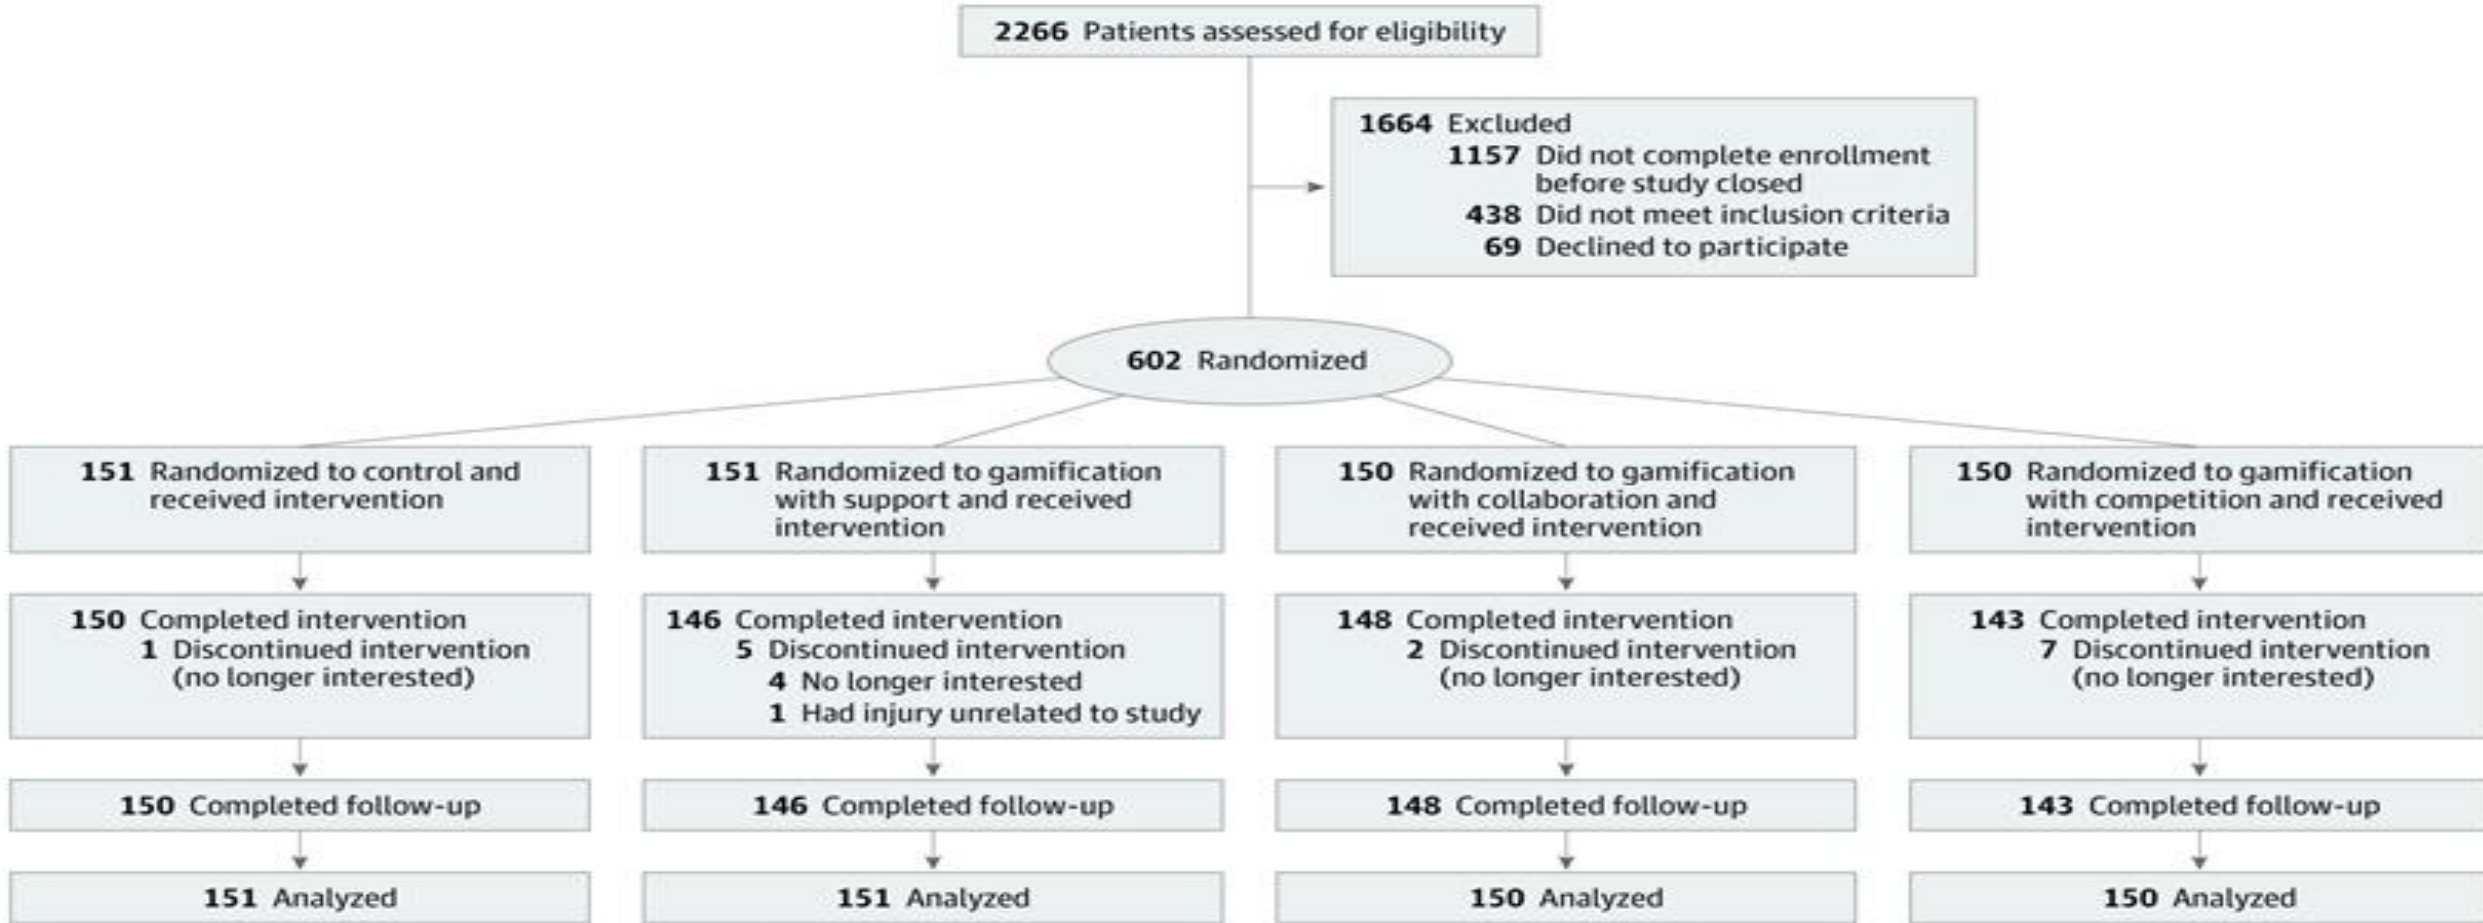 2266 Patients assessed for eligibility
1664 Excluded
1157 Did not complete enrollment
before study closed
438 Did not meet inclusion criteria
69 Declined to participate
602 Randomized
151 Randomized to control and
received intervention
151 Randomized to gamification
with support and received
intervention
150 Randomized to gamification
with collaboration and
received intervention
150 Randomized to gamification
with competition and received
intervention
150 Completed intervention
1 Discontinued intervention
(no longer interested)
146 Completed intervention
5 Discontinued intervention
4 No longer interested
1 Had injury unrelated to study
148 Completed intervention
2 Discontinued intervention
(no longer interested)
143 Completed intervention
7 Discontinued intervention
(no longer interested)
150 Completed follow-up
146 Completed follow-up
148 Completed follow-up
143 Completed follow-up
151 Analyzed
151 Analyzed
150 Analyzed
150 Analyzed